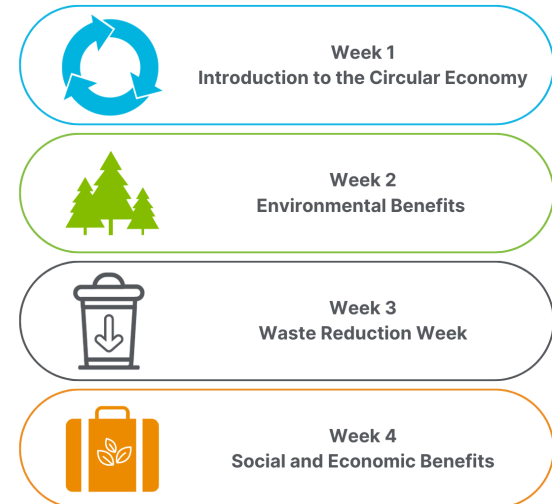 Week 1
Introduction to the Circular Economy
Week 2
Environmental Benefits
Week 3
Waste Reduction Week
Week 4
Social and Economic Benefits